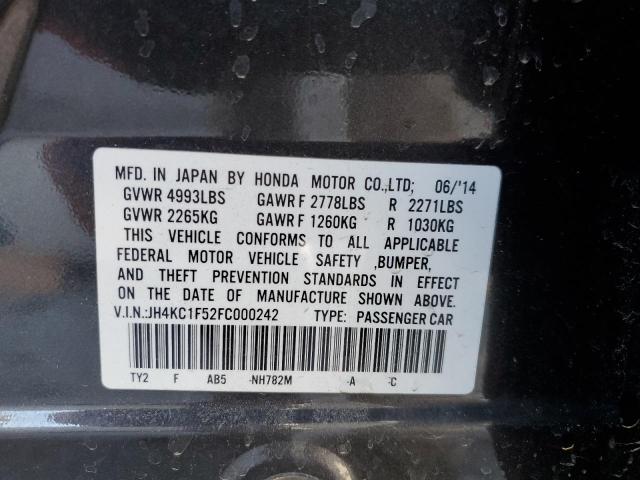 MFD. IN JAPAN BY HONDA MOTOR CO.,LTD; 06/'14
GVWR 4993LBS GAWR F 2778LBS R 2271LBS
GVWR 2265KG GAWR F 1260KG R 1030KG
THIS VEHICLE CONFORMS TO ALL APPLICABLE
FEDERAL MOTOR VEHICLE SAFETY ,BUMPER,
AND THEFT PREVENTION STANDARDS IN EFFECT
ON THE DATE OF MANUFACTURE SHOWN ABOVE.
V.I.N.:JH4KC1F52FC000242 TYPE: PASSENGER CAR
TY2 F AB5 -NH782M -A -C